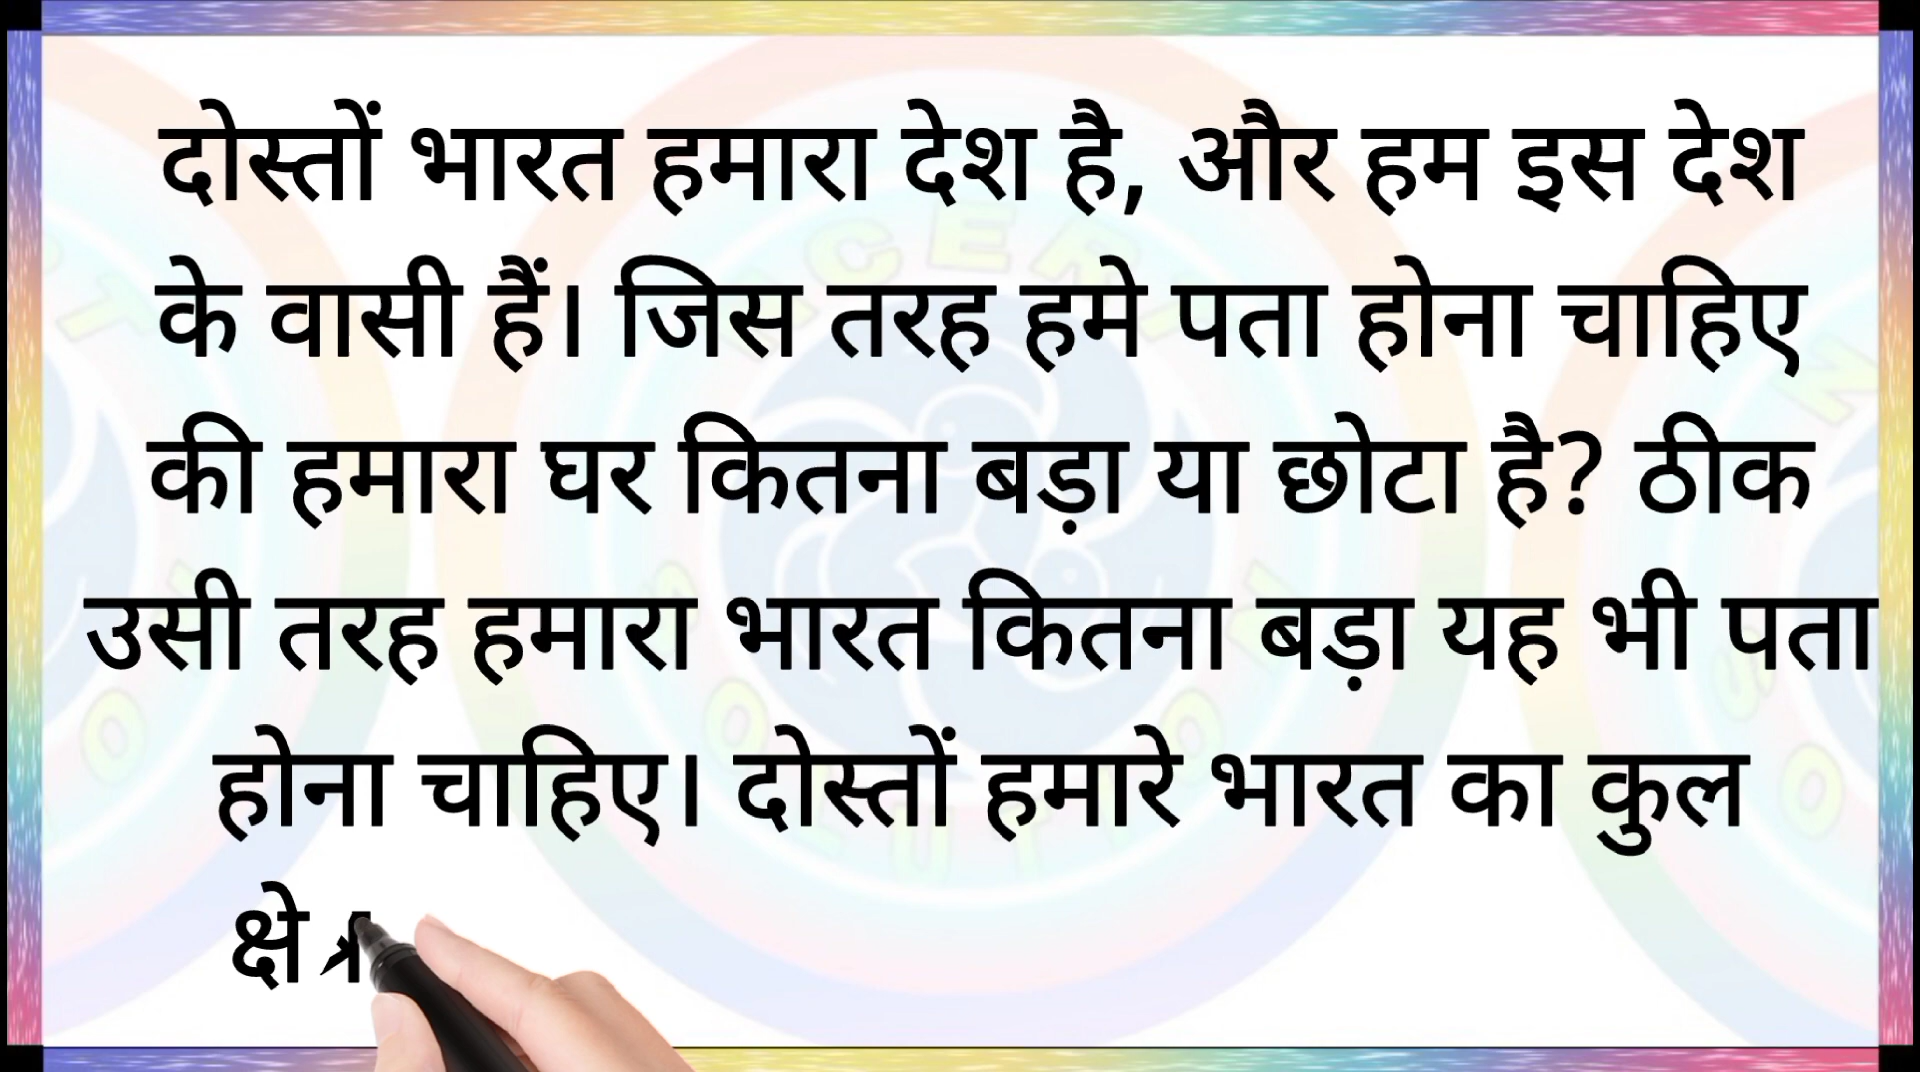 दोस्तों भारत हमारा देश है, और हम इस देश
के वासी हैं। जिस तरह हमे पता होना चाहिए
की हमारा घर कितना बड़ा या छोटा है? ठीक
उसी तरह हमारा भारत कितना बड़ा यह भी पता
होना चाहिए। दोस्तों हमारे भारत का कुल